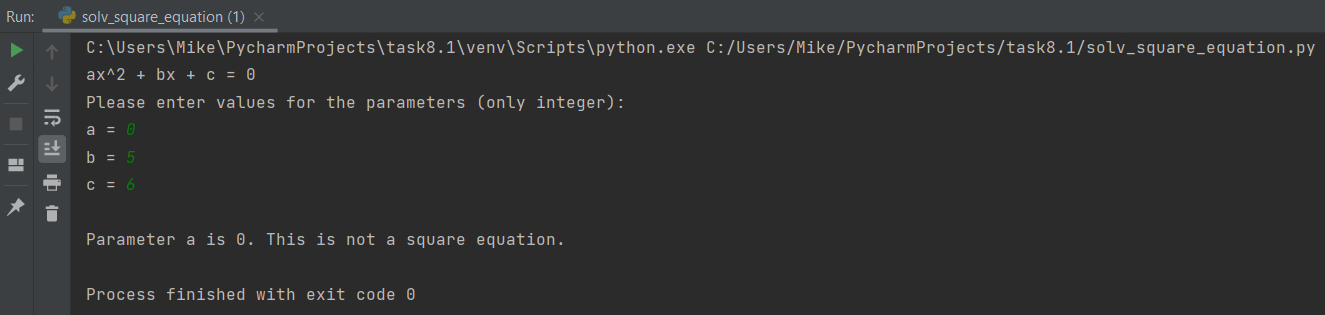 Run: solv_square_equation (1)
C:\Users\Mike\PycharmProjects\task8.1\venv\Scripts\python.exe C:/Users/Mike/PycharmProjects/task8.1/solv_square_equation.py
ax^2 + bx + c = 0
Please enter values for the parameters (only integer):
a = 0
b = 5
c = 6
Parameter a is 0. This is not a square equation.
Process finished with exit code 0